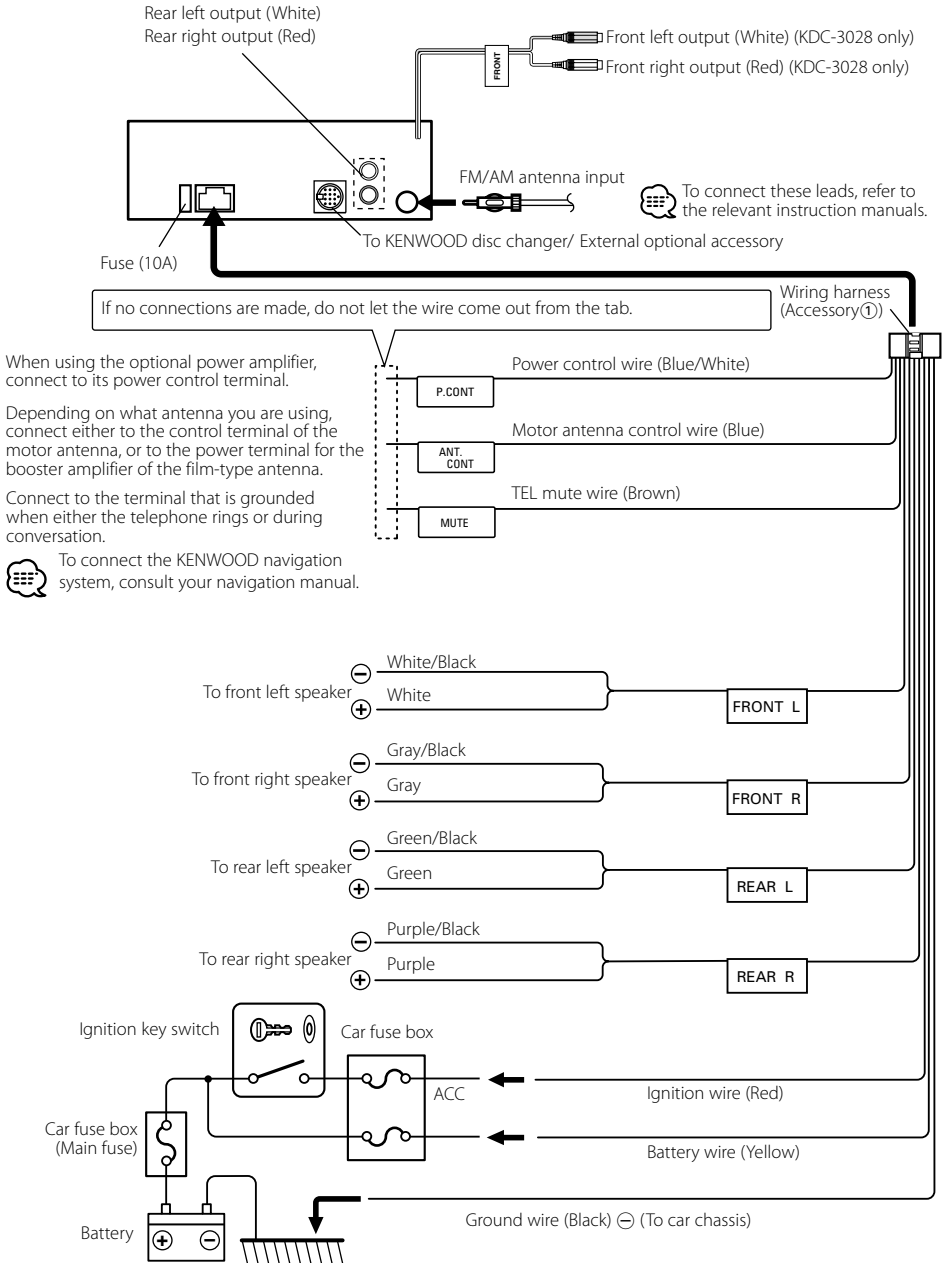 Rear left output (White)
Rear right output (Red)
FRONT
Front left output (White) (KDC-3028 only)
Front right output (Red) (KDC-3028 only)
FM/AM antenna input
To connect these leads, refer to
the relevant instruction manuals.
To KENWOOD disc changer/ External optional accessory
Fuse (10A)
If no connections are made, do not let the wire come out from the tab.
Wiring harness
(Accessory①)
When using the optional power amplifier,
connect to its power control terminal.
Power control wire (Blue/White)
P.CONT
Depending on what antenna you are using,
connect either to the control terminal of the
motor antenna, or to the power terminal for the
booster amplifier of the film-type antenna.
Motor antenna control wire (Blue)
ANT.
CONT
Connect to the terminal that is grounded
when either the telephone rings or during
conversation.
TEL mute wire (Brown)
MUTE
To connect the KENWOOD navigation
system, consult your navigation manual.
To front left speaker
⊖ White/Black
⊕ White
FRONT L
To front right speaker
⊖ Gray/Black
⊕ Gray
FRONT R
To rear left speaker
⊖ Green/Black
⊕ Green
REAR L
To rear right speaker
⊖ Purple/Black
⊕ Purple
REAR R
Ignition key switch
Car fuse box
ACC
Ignition wire (Red)
Car fuse box
(Main fuse)
Battery wire (Yellow)
Ground wire (Black) ⊖ (To car chassis)
Battery
⊕ ⊖